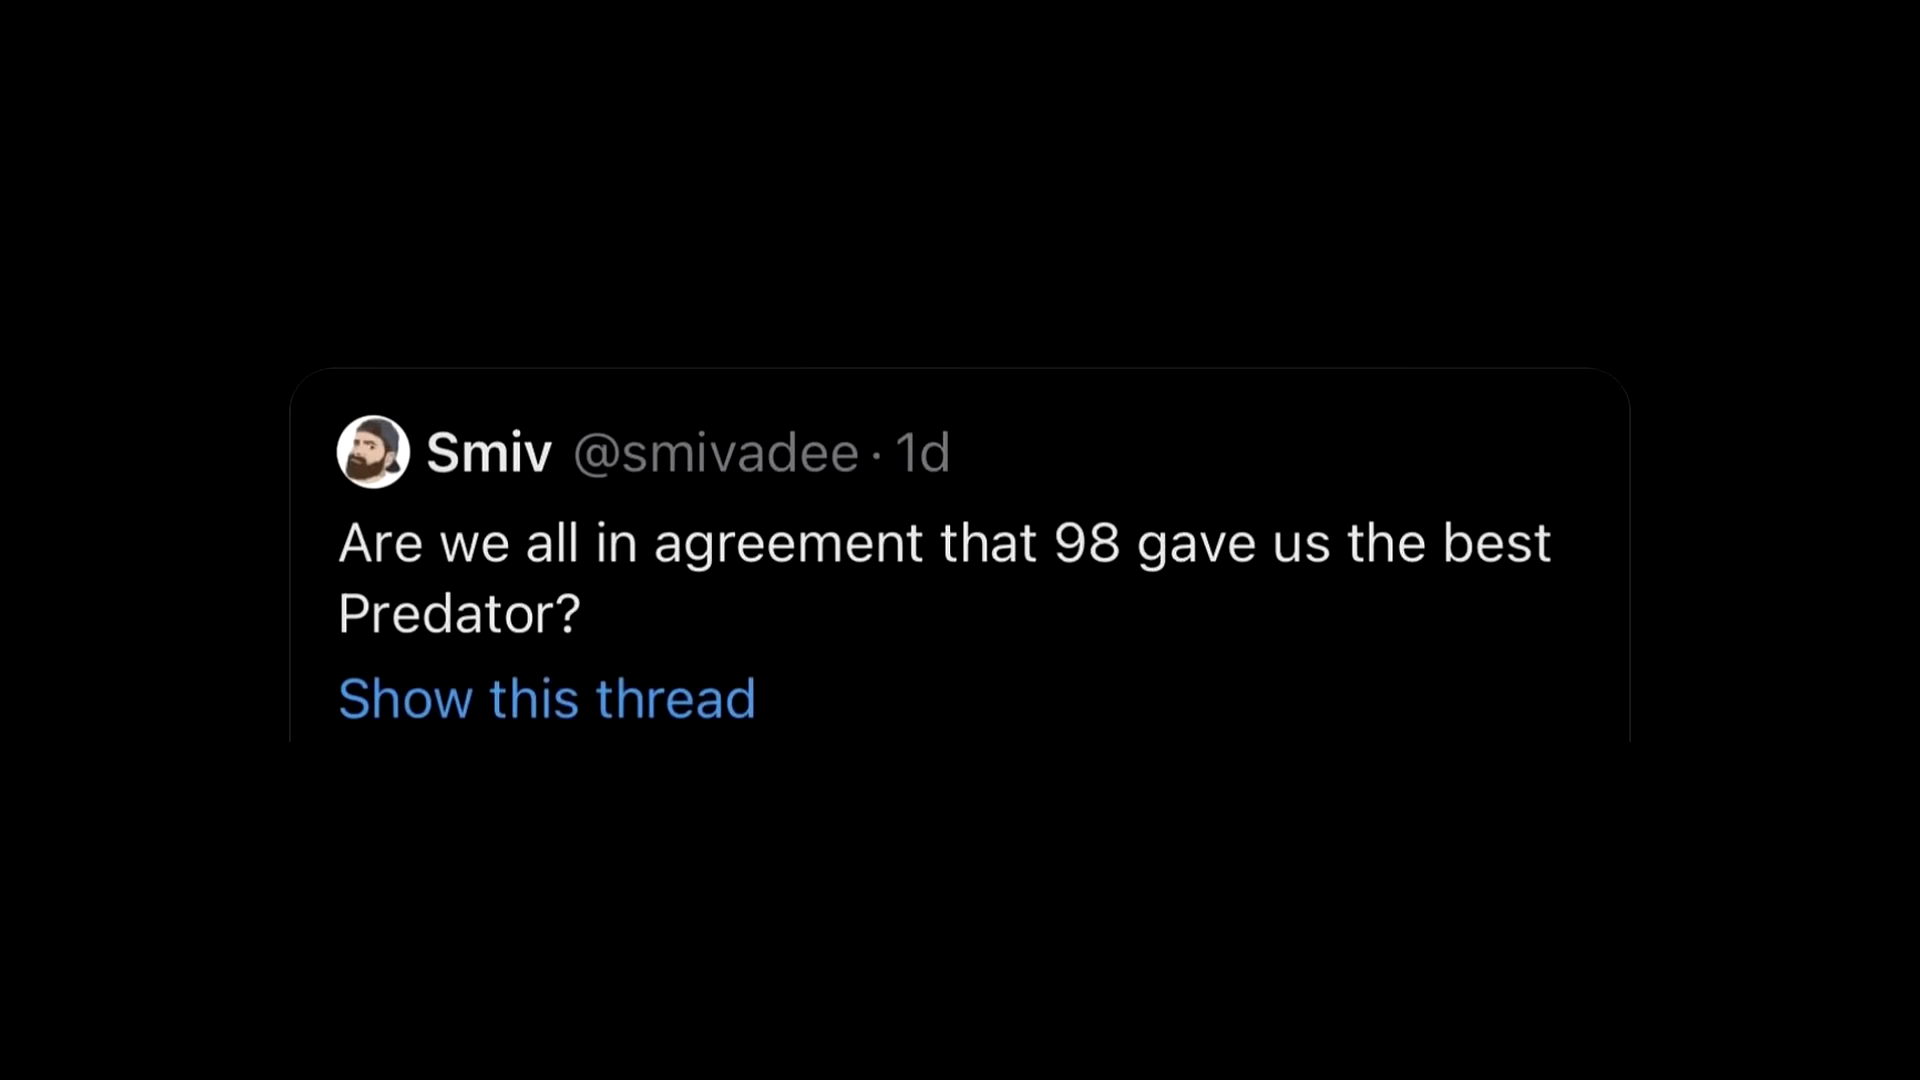 Smiv @smivadee · 1d
Are we all in agreement that 98 gave us the best
Predator?
Show this thread